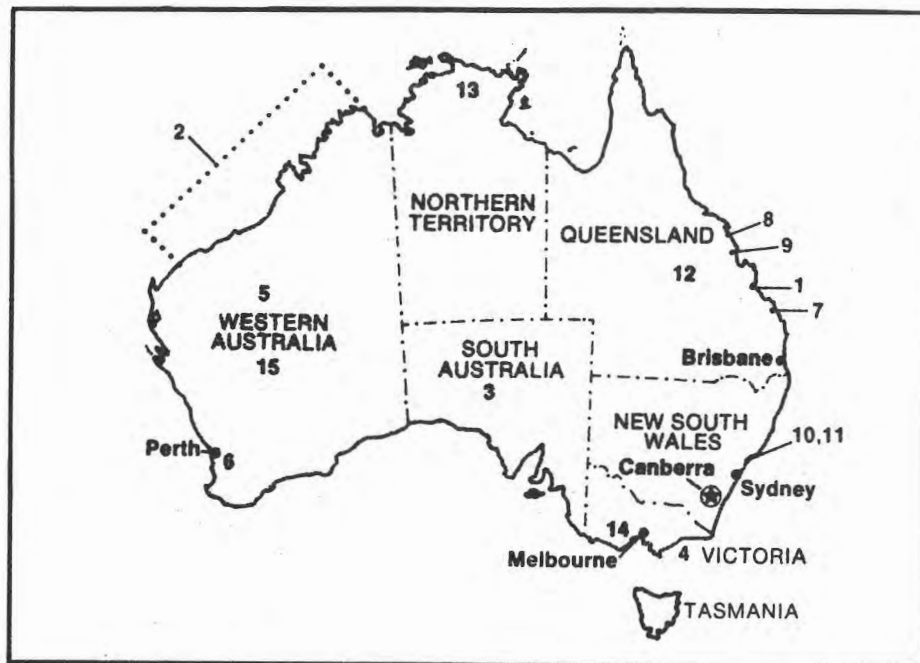 13
2
NORTHERN
TERRITORY
8
QUEENSLAND
9
12
1
5
7
WESTERN
AUSTRALIA
15
SOUTH
AUSTRALIA
3
Brisbane
NEW SOUTH
WALES
10,11
Perth
6
Canberra
Sydney
14
Melbourne
4
VICTORIA
TASMANIA